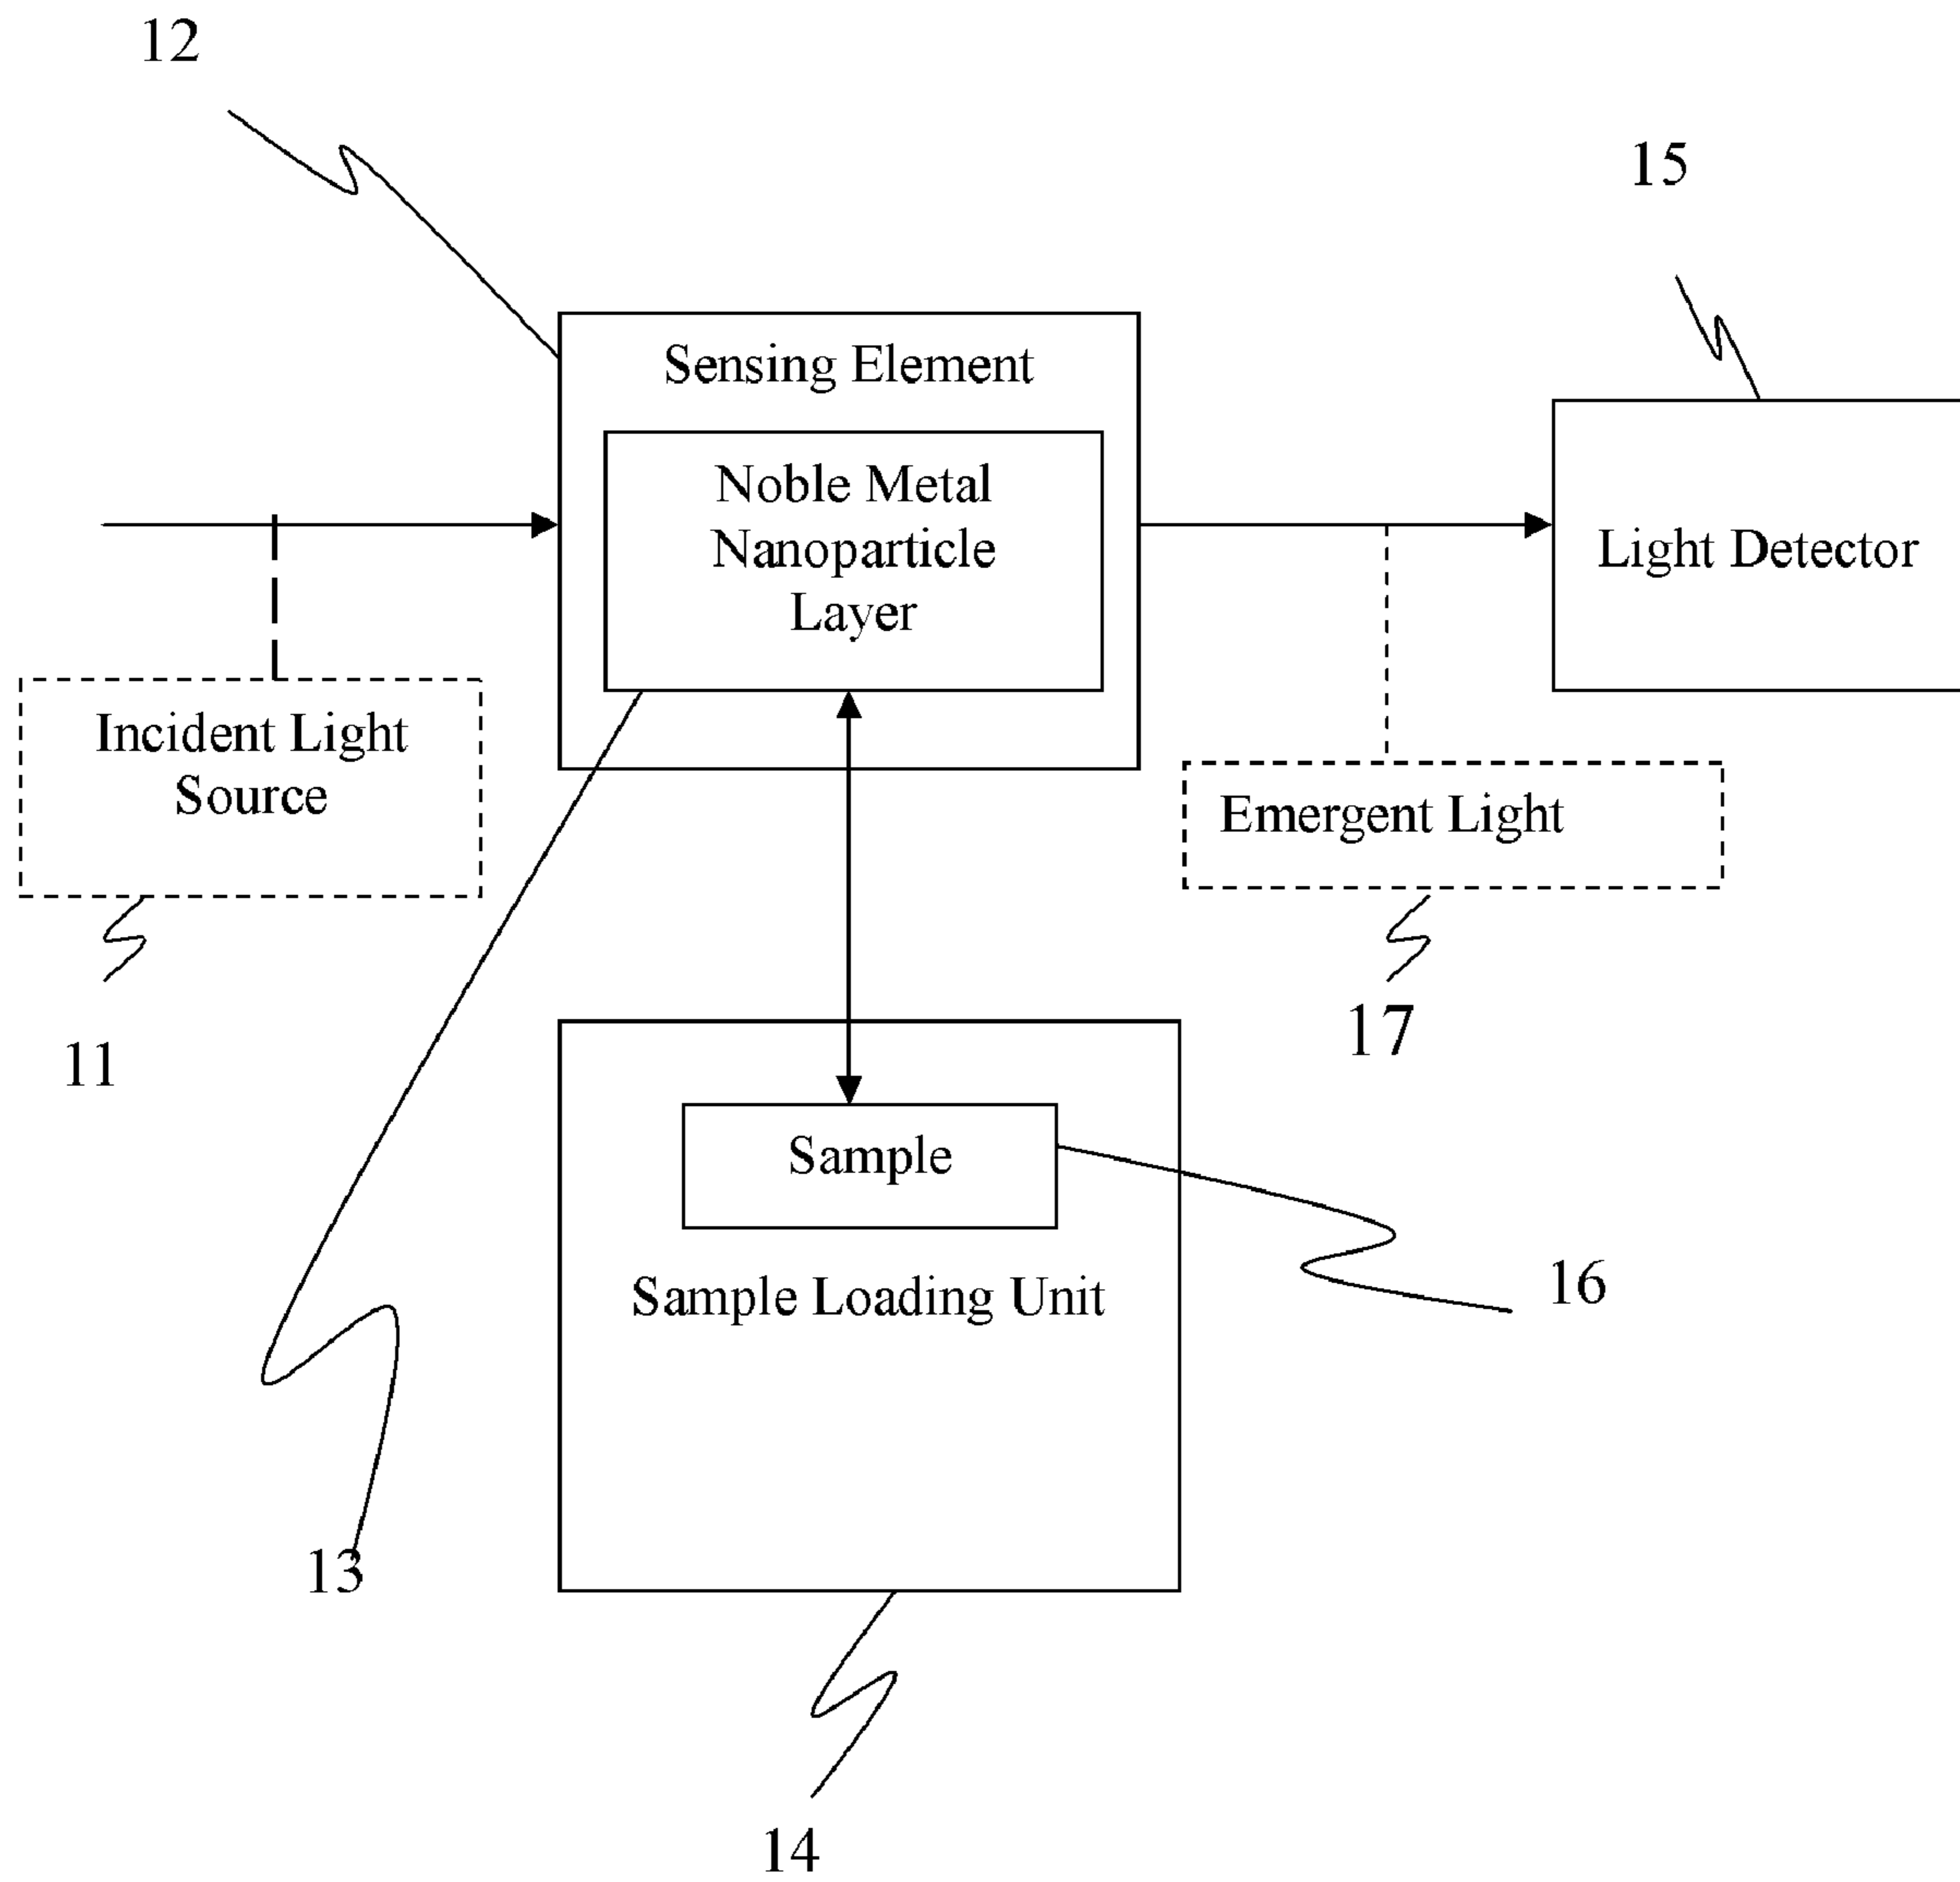 12
15
Sensing Element
Noble Metal
Nanoparticle
Layer
Light Detector
Incident Light
Source
Emergent Light
11
17
Sample
16
Sample Loading Unit
13
14